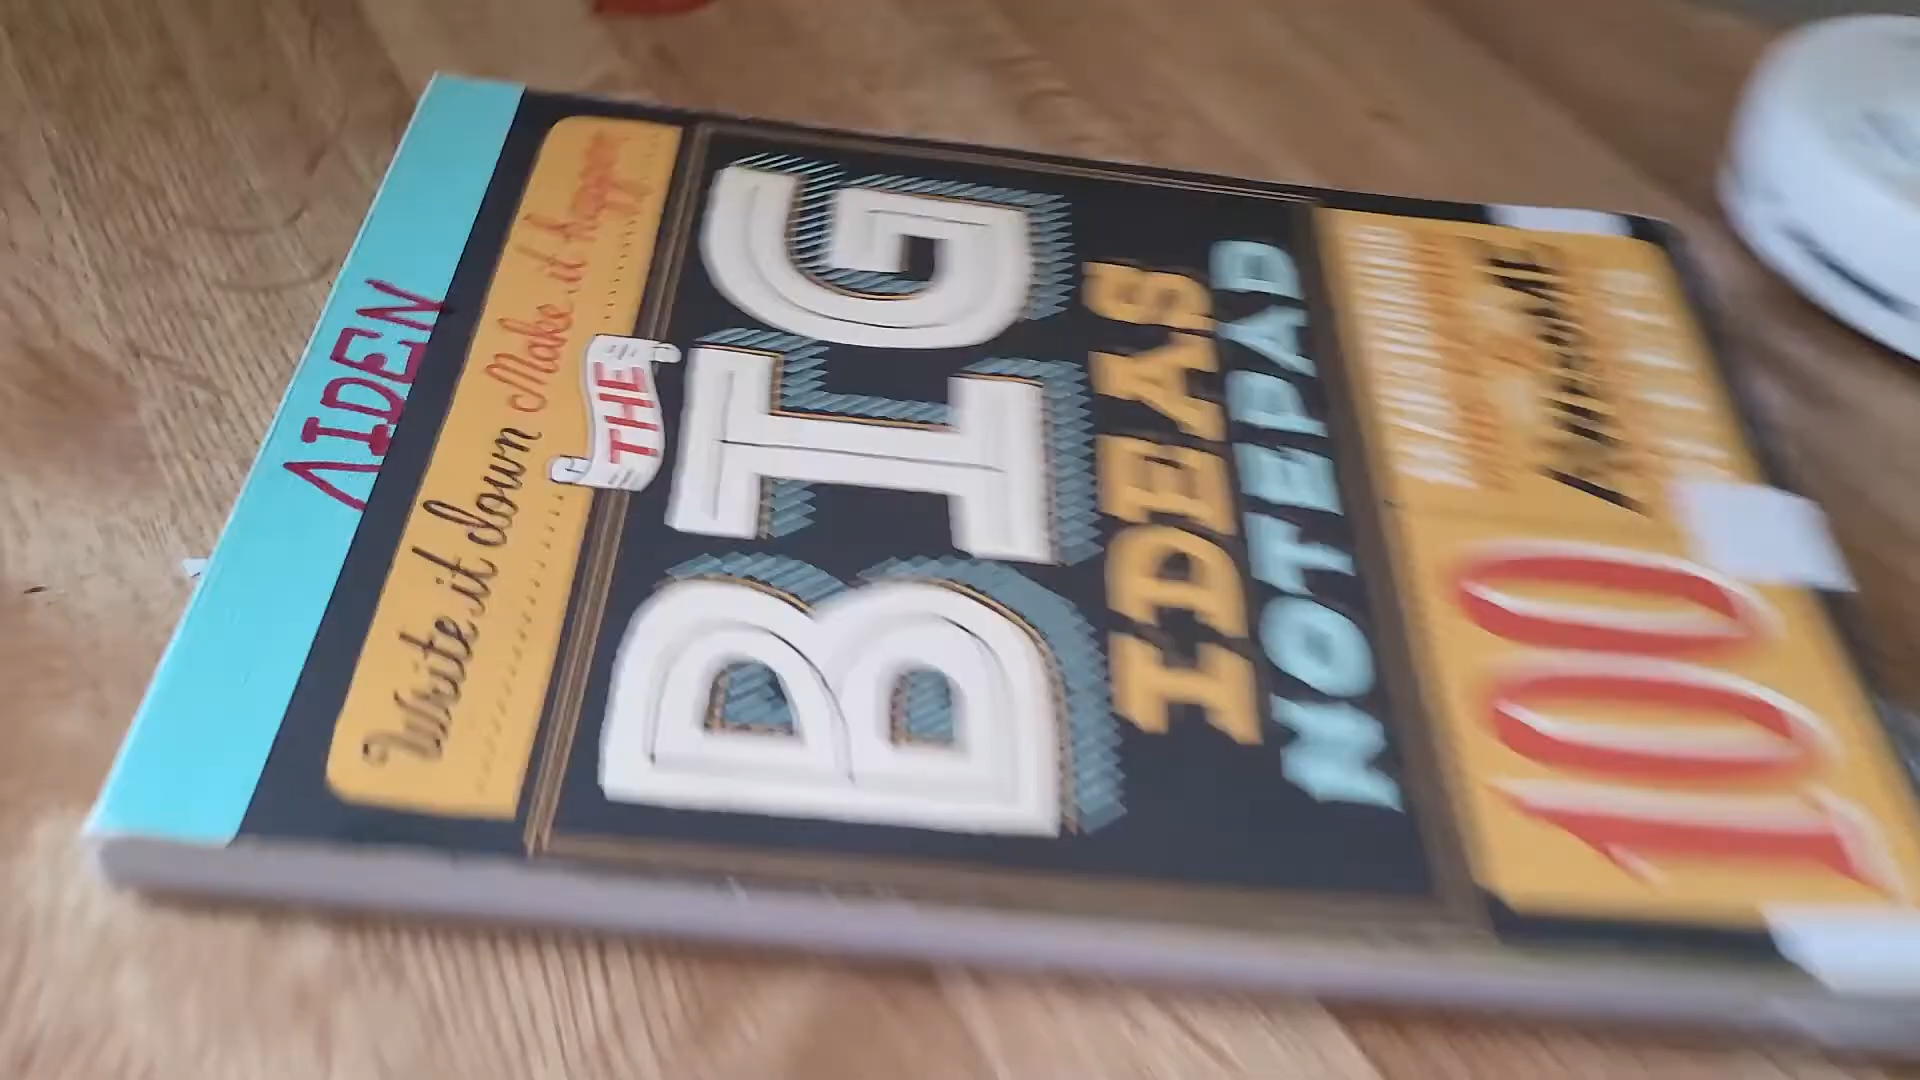 AIDEN
Write it down Make it happen
THE
BIG
IDEAS
NOTEPAD
100